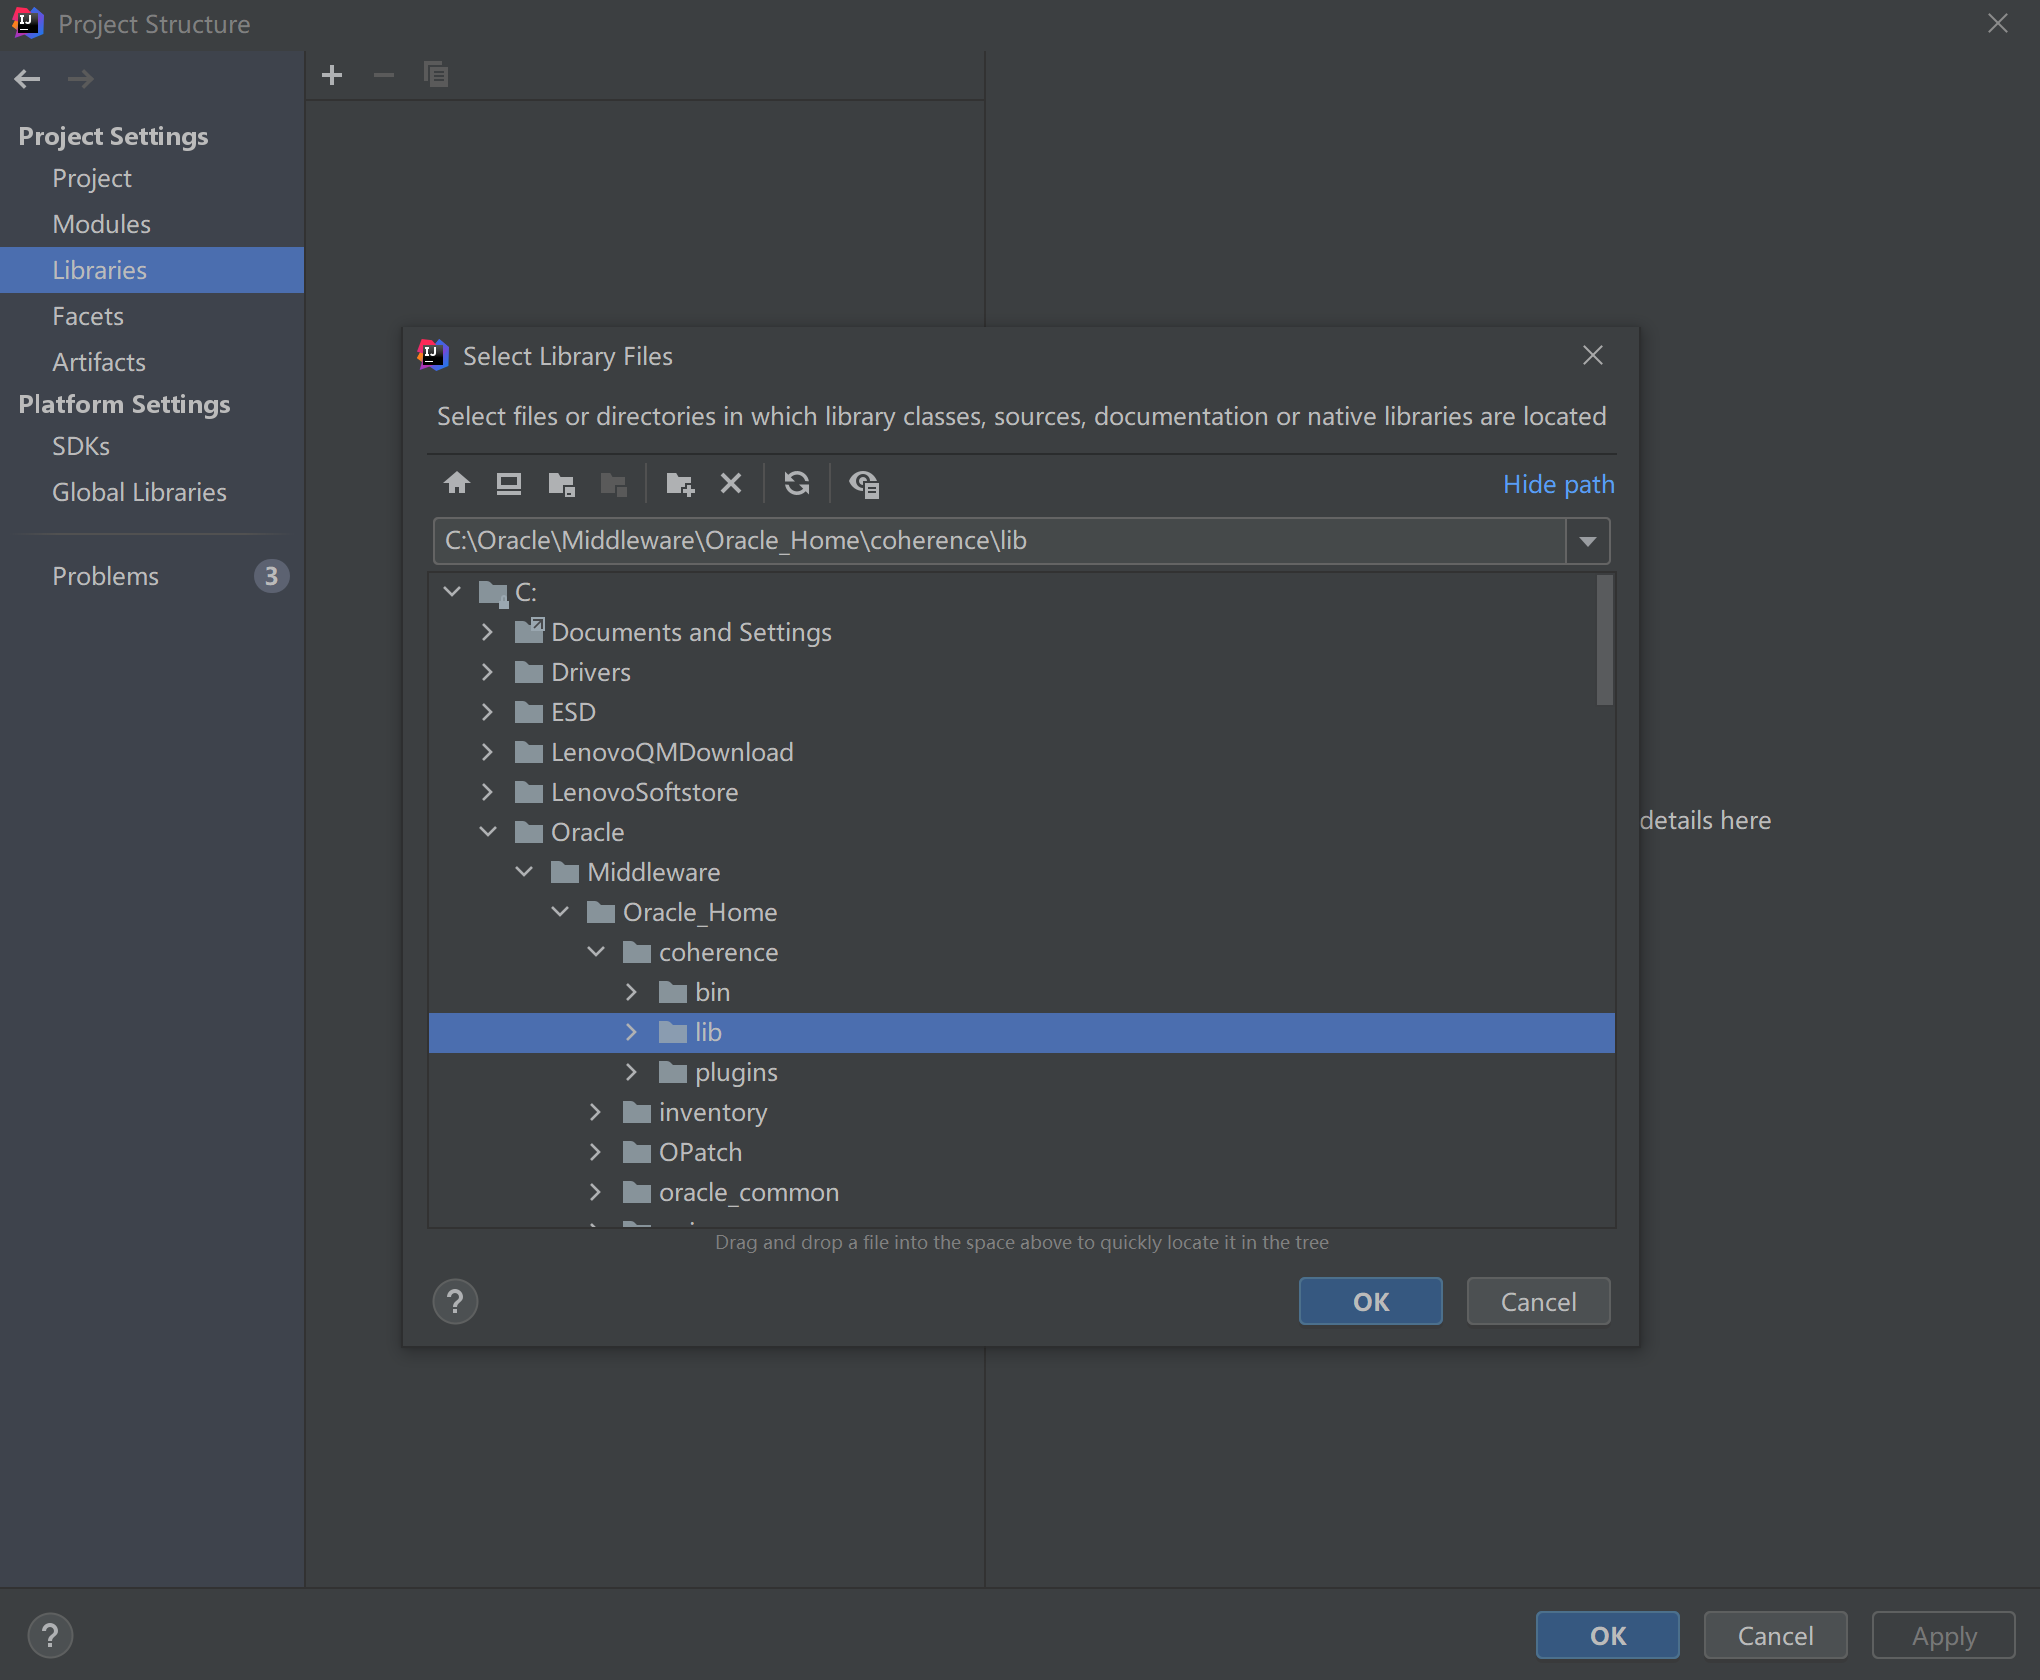 Project Structure
Project Settings
Project
Modules
Libraries
Facets
Artifacts
Platform Settings
SDKs
Global Libraries
Problems 3
Select Library Files
Select files or directories in which library classes, sources, documentation or native libraries are located
Hide path
C:\Oracle\Middleware\Oracle_Home\coherence\lib
C:
Documents and Settings
Drivers
ESD
LenovoQMDownload
LenovoSoftstore
Oracle
Middleware
Oracle_Home
coherence
bin
lib
plugins
inventory
OPatch
oracle_common
Drag and drop a file into the space above to quickly locate it in the tree
? OK Cancel
details here
? OK Cancel Apply